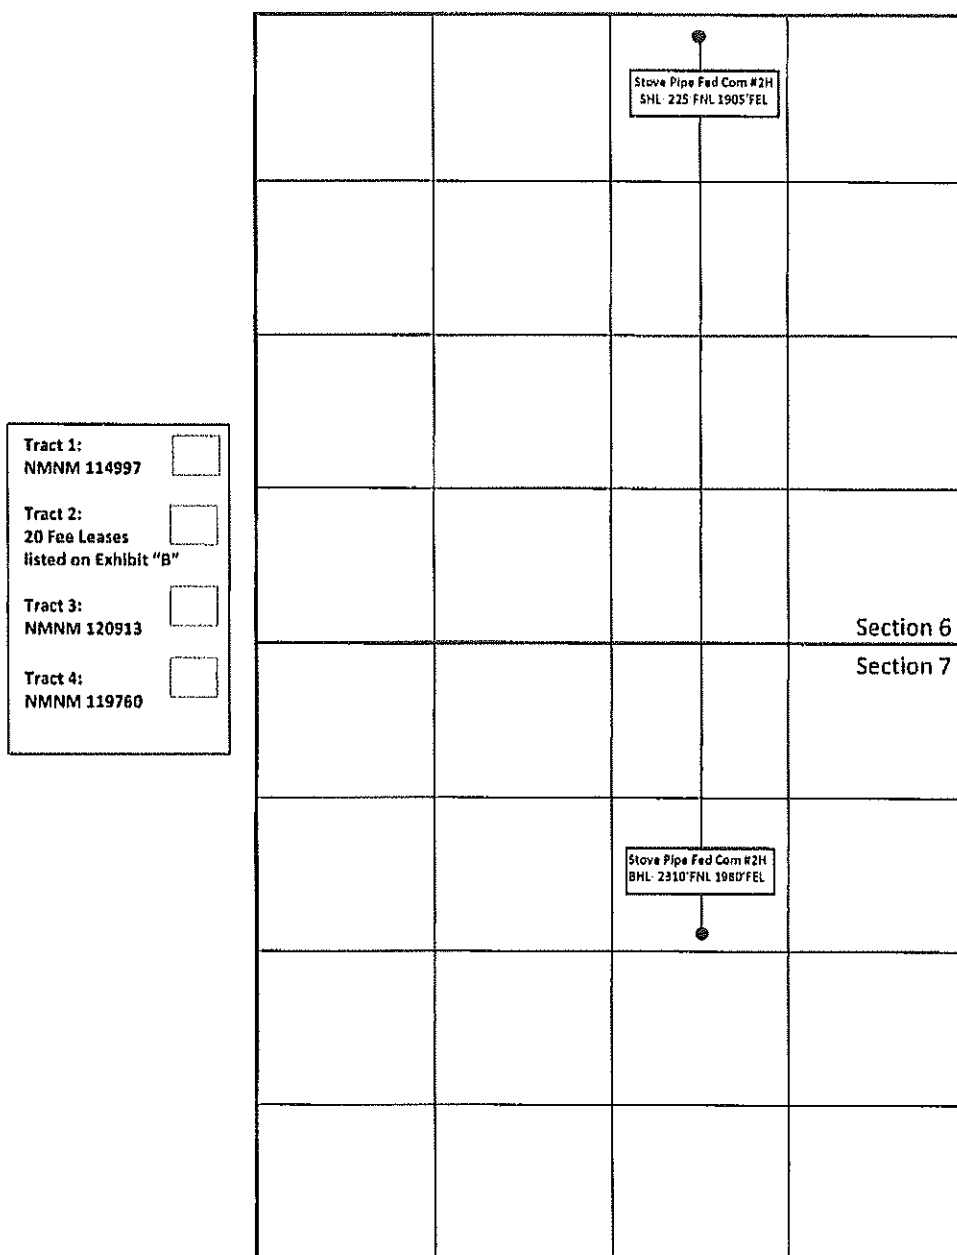 Stove Pipe Fed Com #2H
SHL- 225'FNL 1905'FEL
Tract 1:
NMNM 114997
Tract 2:
20 Fee Leases
listed on Exhibit "B"
Tract 3:
NMNM 120913
Tract 4:
NMNM 119760
Section 6
Section 7
Stove Pipe Fed Com #2H
BHL- 2310'FNL 1980'FEL